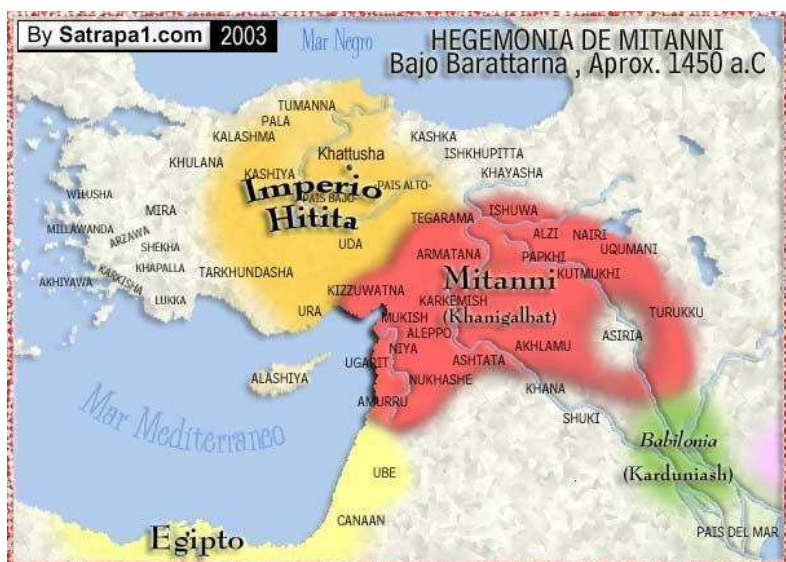 By Satrapa1.com 2003
Mar Negro
HEGEMONIA DE MITANNI
Bajo Barattarna , Aprox. 1450 a.C
TUMANNA
PALA
KALASHMA
KASHKA
ISHKHUPITTA
KHULANA
Khattusha
KHAYASHA
KASHIYA
PAIS ALTO-
Imperio
Hitita
PAIS BAJO-
WILUSHA
MIRA
TEGARAMA
ISHUWA
MILLAWANDA
ARZAWA
SHEKHA
UDA
ALZI
NAIRI
UQUMANI
ARMATANA
PAPKHI
KHAPALLA
TARKHUNDASHA
KUTMUKHI
AKHIYAWA
KARKISHA
LUKKA
KIZZUWATNA
Mitanni
(Khanigalbat)
KARKEMISH
URA
MUKISH
TURUKKU
ALEPPO
ASIRIA
NIYA
AKHLAMU
UGARIT
ASHTATA
ALASHIYA
NUKHASHE
KHANA
AMURRU
SHUKI
Mar Mediterraneo
Babilonia
(Karduniash)
UBE
CANAAN
PAIS DEL MAR
Egipto